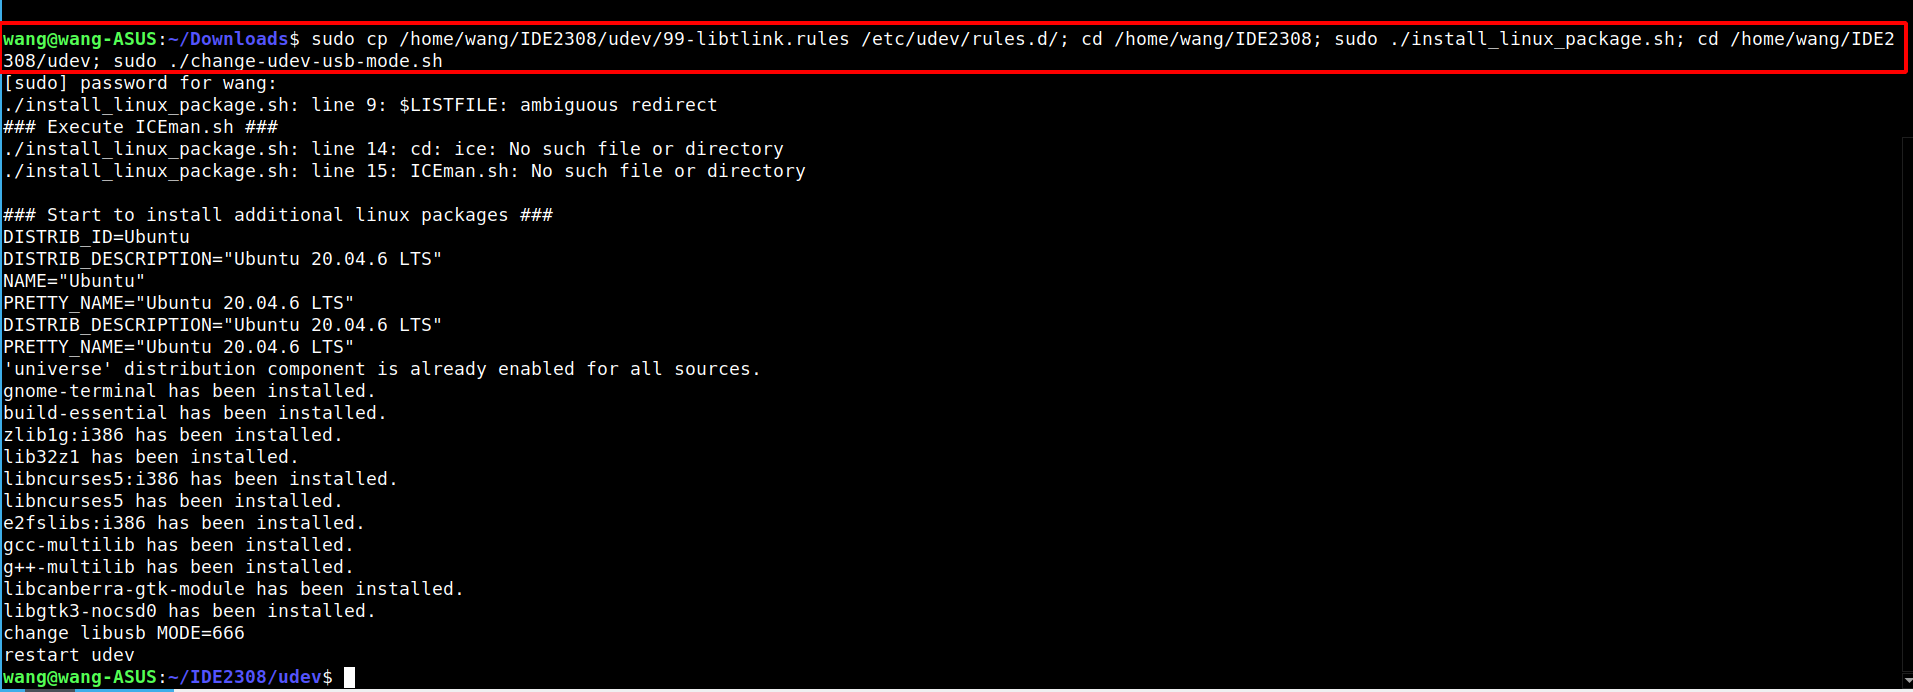 wang@wang-ASUS:~/Downloads$ sudo cp /home/wang/IDE2308/udev/99-libtlink.rules /etc/udev/rules.d/; cd /home/wang/IDE2308; sudo ./install_linux_package.sh; cd /home/wang/IDE2
308/udev; sudo ./change-udev-usb-mode.sh
[sudo] password for wang:
./install_linux_package.sh: line 9: $LISTFILE: ambiguous redirect
### Execute ICEman.sh ###
./install_linux_package.sh: line 14: cd: ice: No such file or directory
./install_linux_package.sh: line 15: ICEman.sh: No such file or directory
### Start to install additional linux packages ###
DISTRIB_ID=Ubuntu
DISTRIB_DESCRIPTION="Ubuntu 20.04.6 LTS"
NAME="Ubuntu"
PRETTY_NAME="Ubuntu 20.04.6 LTS"
DISTRIB_DESCRIPTION="Ubuntu 20.04.6 LTS"
PRETTY_NAME="Ubuntu 20.04.6 LTS"
'universe' distribution component is already enabled for all sources.
gnome-terminal has been installed.
build-essential has been installed.
zlib1g:i386 has been installed.
lib32z1 has been installed.
libncurses5:i386 has been installed.
libncurses5 has been installed.
e2fslibs:i386 has been installed.
gcc-multilib has been installed.
g++-multilib has been installed.
libcanberra-gtk-module has been installed.
libgtk3-nocsd0 has been installed.
change libusb MODE=666
restart udev
wang@wang-ASUS:~/IDE2308/udev$